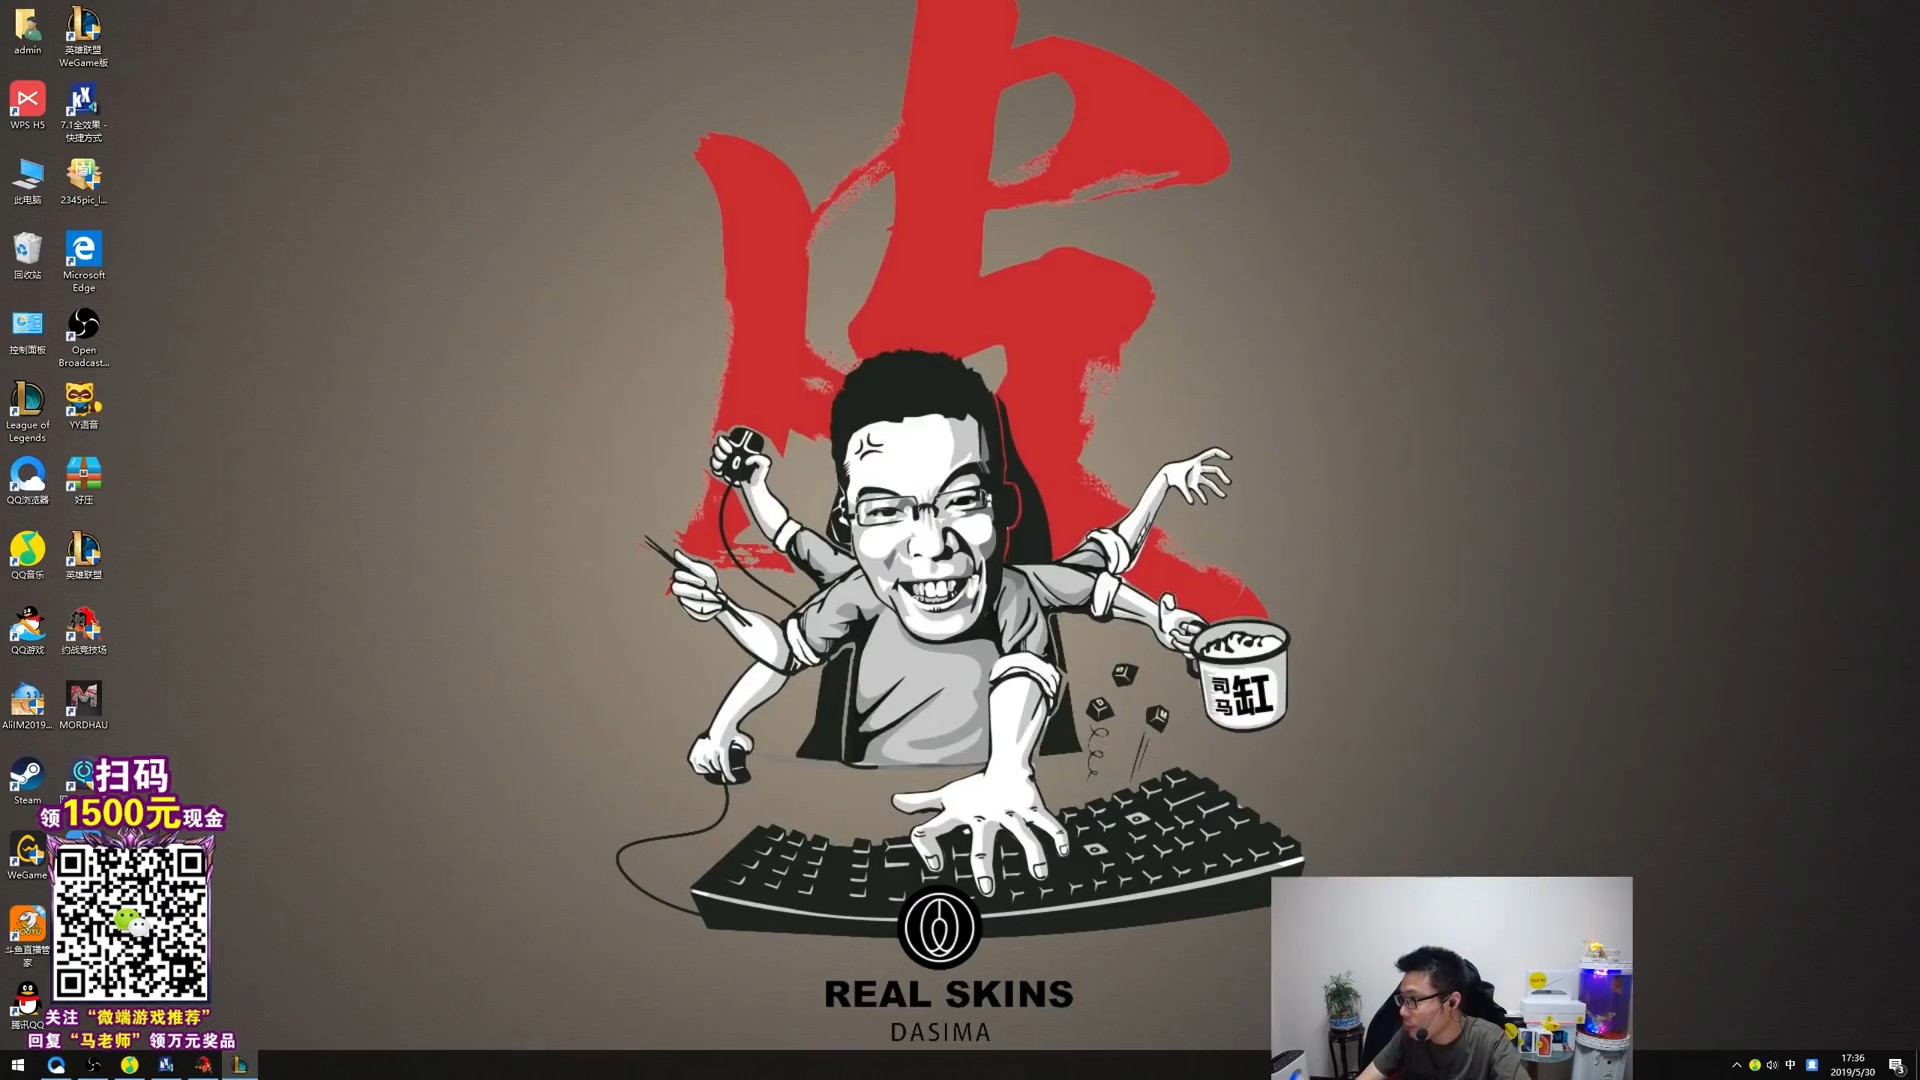 admin
英雄联盟
WeGame版
WPS H5
7.1全效果 -
快捷方式
此电脑
2345pic_l...
回收站
Microsoft
Edge
控制面板
Open
Broadcast...
League of
Legends
YY语音
QQ浏览器
好压
QQ音乐
英雄联盟
QQ游戏
约战竞技场
AliIM2019...
MORDHAU
Steam
扫码
领1500元现金
WeGame
斗鱼直播管
家
腾讯QQ
关注“微端游戏推荐”
回复“马老师”领万元奖品
司马
缸
S
D
M
REAL SKINS
DASIMA
中
17:36
2019/5/30
3